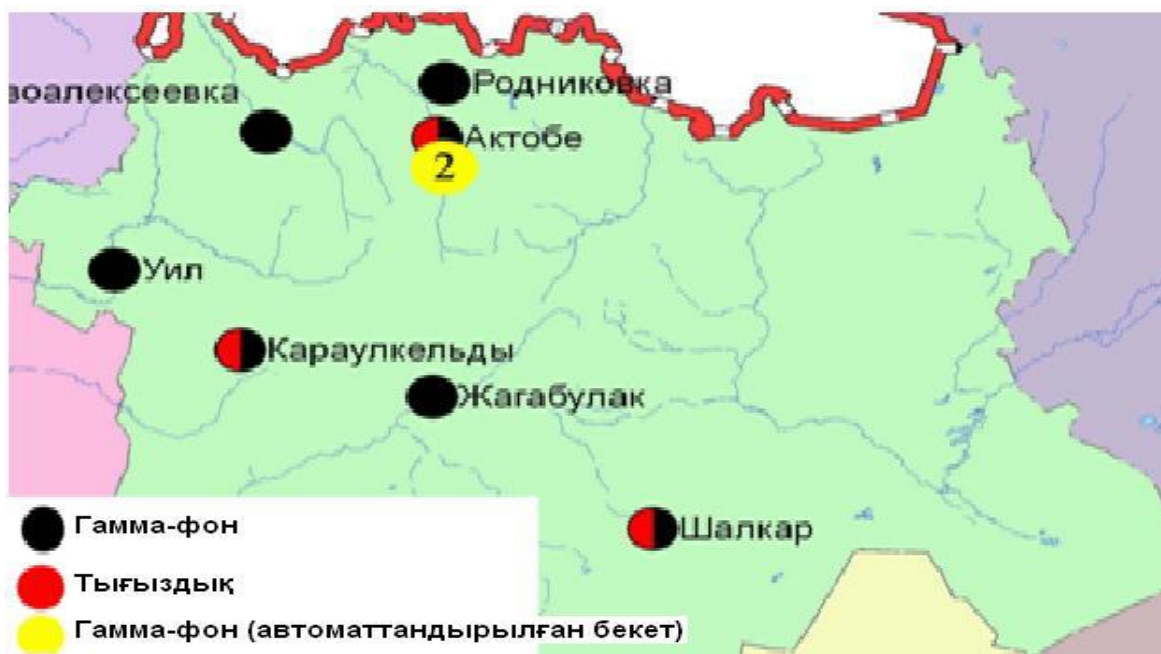 Родниковка
воалексеевка
Актобе
2
Уил
Караулкельды
Жагабулак
Шалкар
Гамма-фон
Тығыздық
Гамма-фон (автоматтандырылған бекет)